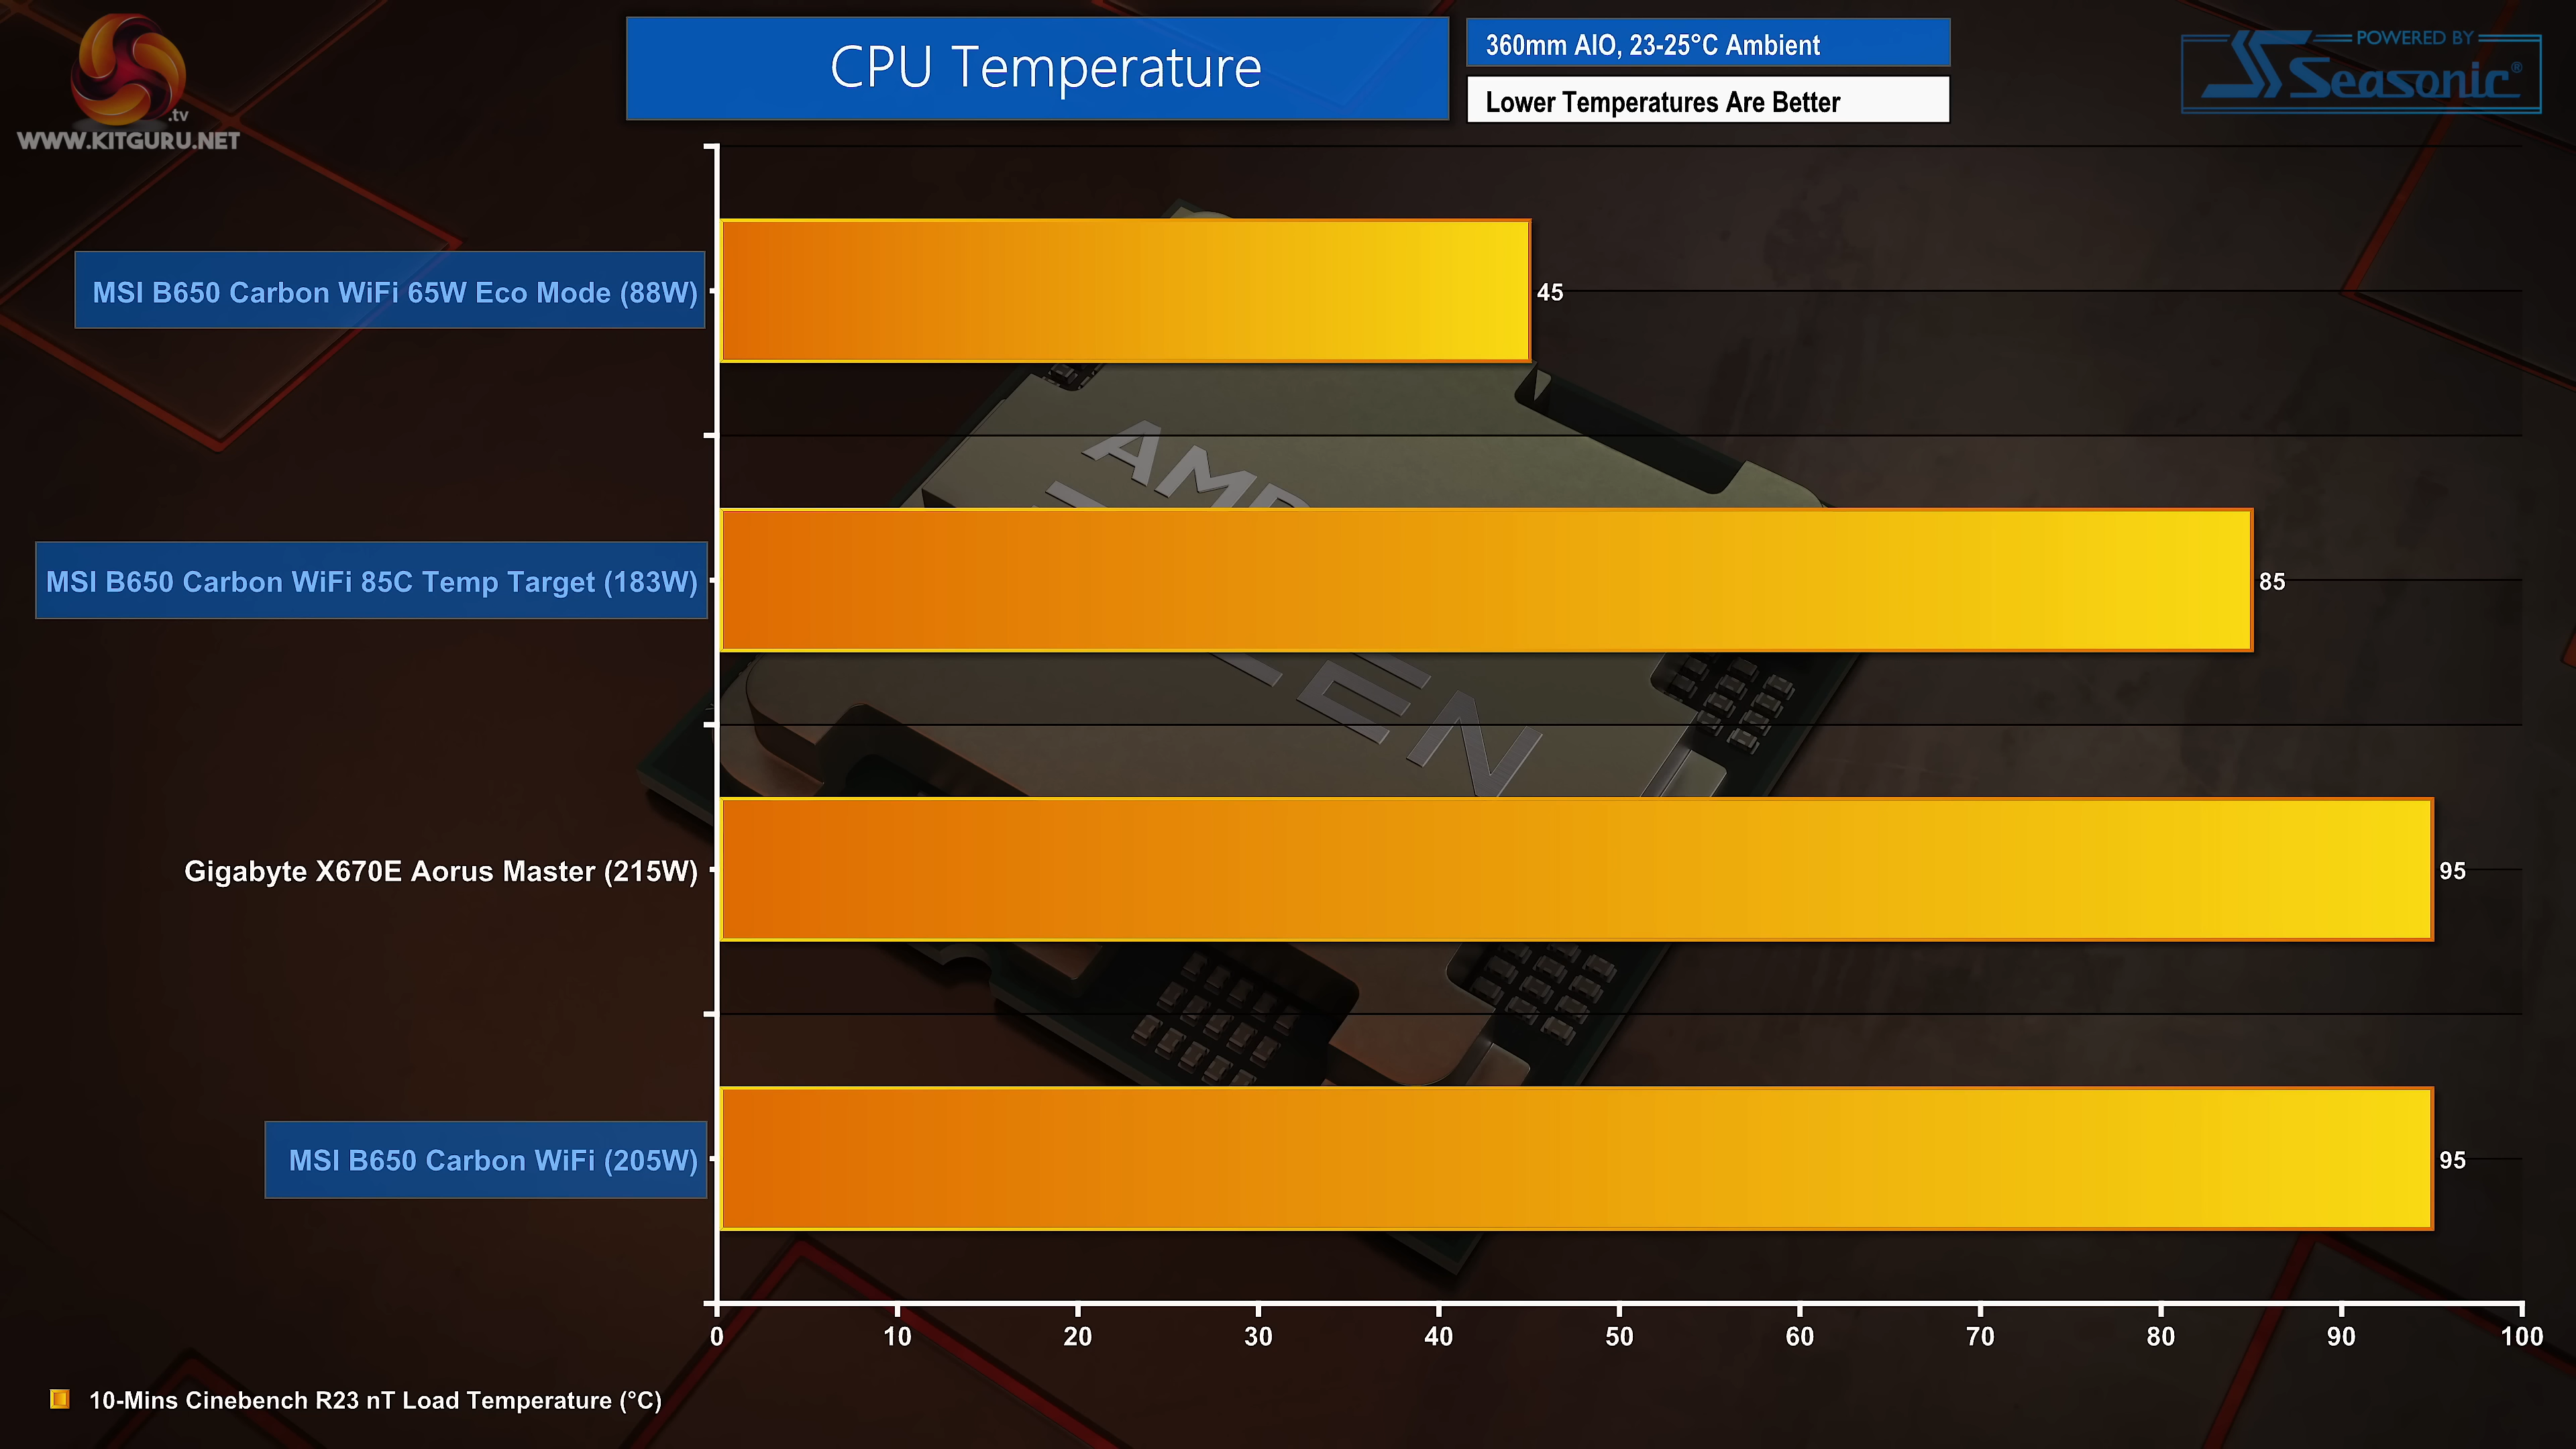 .tv
WWW.KITGURU.NET
CPU Temperature
360mm AIO, 23-25°C Ambient
Lower Temperatures Are Better
POWERED BY
Seasonic®
MSI B650 Carbon WiFi 65W Eco Mode (88W)
45
AMD
MSI B650 Carbon WiFi 85C Temp Target (183W)
85
Gigabyte X670E Aorus Master (215W)
95
MSI B650 Carbon WiFi (205W)
95
0 10 20 30 40 50 60 70 80 90 100
10-Mins Cinebench R23 nT Load Temperature (°C)